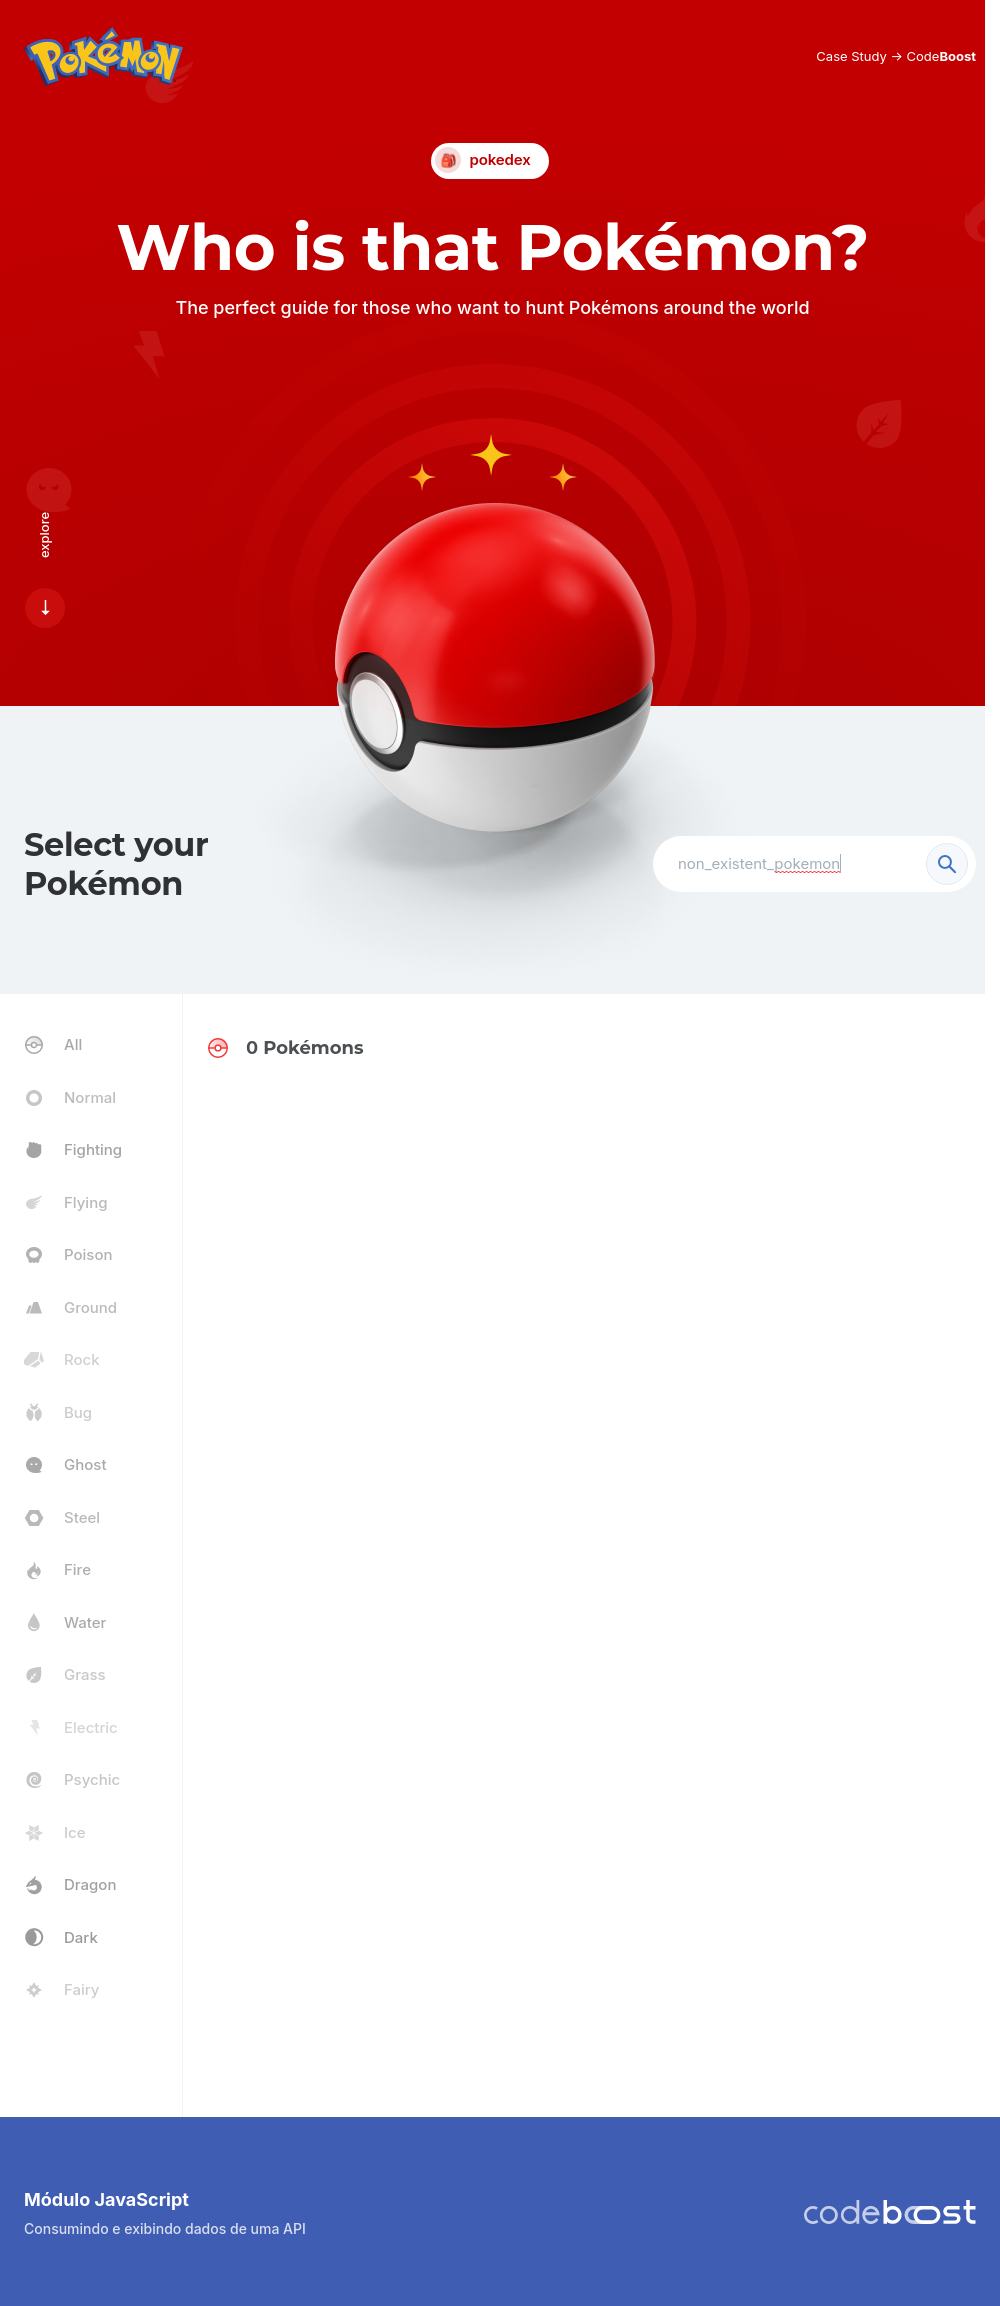 POKéMON
Case Study → CodeBoost
pokedex
Who is that Pokémon?
The perfect guide for those who want to hunt Pokémons around the world
explore
Select your
Pokémon
non_existent_pokemon
All
0 Pokémons
Normal
Fighting
Flying
Poison
Ground
Rock
Bug
Ghost
Steel
Fire
Water
Grass
Electric
Psychic
Ice
Dragon
Dark
Fairy
Módulo JavaScript
Consumindo e exibindo dados de uma API
codeboost